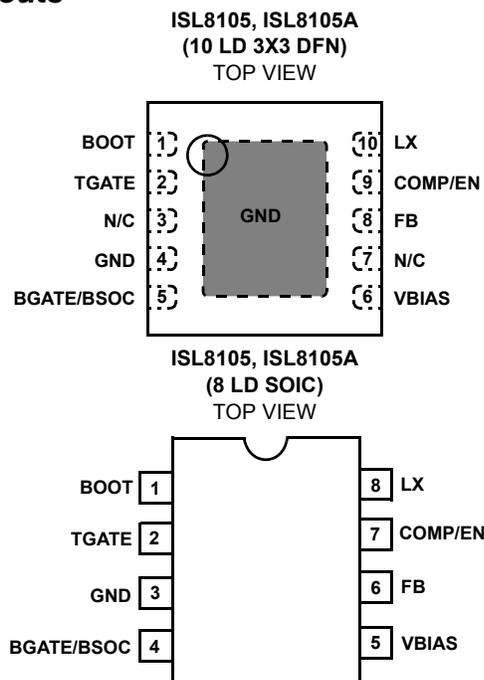 ISL8105, ISL8105A
(10 LD 3X3 DFN)
TOP VIEW
BOOT 1 10 LX
TGATE 2 9 COMP/EN
N/C 3 GND 8 FB
GND 4 7 N/C
BGATE/BSOC 5 6 VBIAS
ISL8105, ISL8105A
(8 LD SOIC)
TOP VIEW
BOOT 1 8 LX
TGATE 2 7 COMP/EN
GND 3 6 FB
BGATE/BSOC 4 5 VBIAS